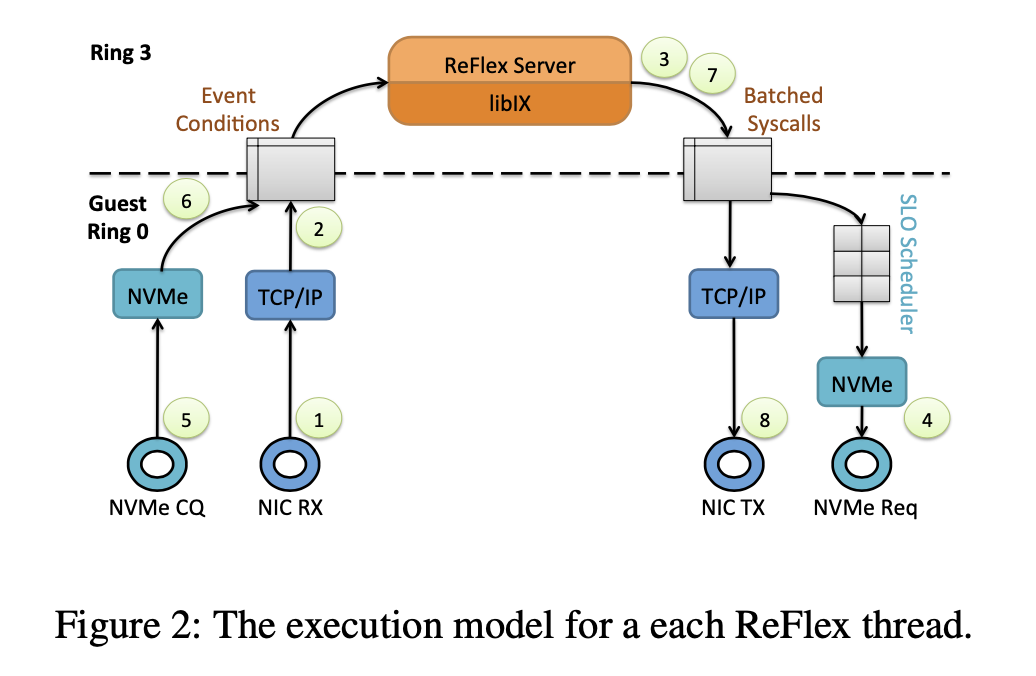 Ring 3
ReFlex Server
libIX
3
7
Event
Conditions
Batched
Syscalls
Guest
Ring 0
6
2
SLO Scheduler
NVMe
TCP/IP
TCP/IP
NVMe
5
1
8
4
NVMe CQ
NIC RX
NIC TX
NVMe Req
Figure 2: The execution model for a each ReFlex thread.